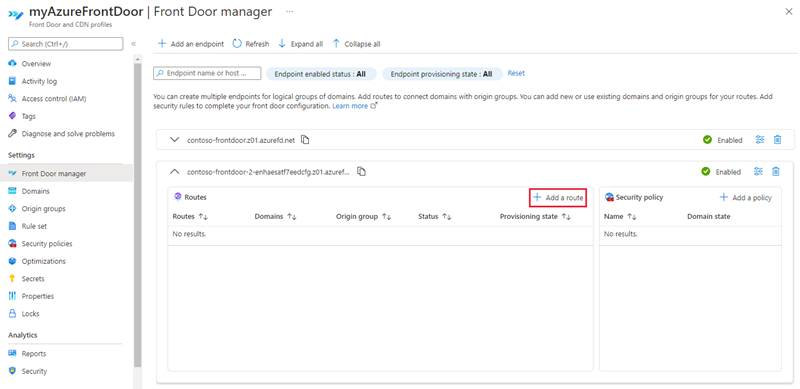 myAzureFrontDoor | Front Door manager ...
Front Door and CDN profiles
Search (Ctrl+/)
Overview
Activity log
Access control (IAM)
Tags
Diagnose and solve problems
Settings
Front Door manager
Domains
Origin groups
Rule set
Security policies
Optimizations
Secrets
Properties
Locks
Analytics
Reports
Security
Add an endpoint Refresh Expand all Collapse all
Endpoint name or host ... Endpoint enabled status : All Endpoint provisioning state : All Reset
You can create multiple endpoints for logical groups of domains. Add routes to connect domains with origin groups. You can add new or use existing domains and origin groups for your routes. Add
security rules to complete your front door configuration. Learn more
contoso-frontdoor.z01.azurefd.net Enabled
contoso-frontdoor-2-enhaesatf7eedcfg.z01.azuref... Enabled
Routes + Add a route
Routes Domains Origin group Status Provisioning state
No results.
Security policy + Add a policy
Name Domain state
No results.